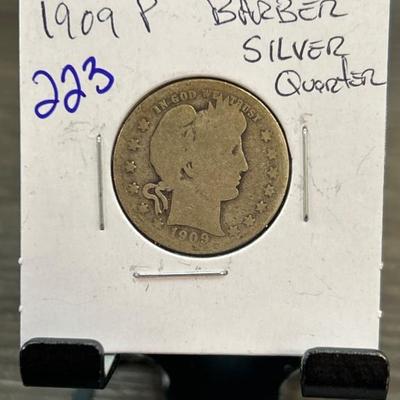 1909 P BARBER
SILVER
Quarter
223
IN GOD WE TRUST
1909